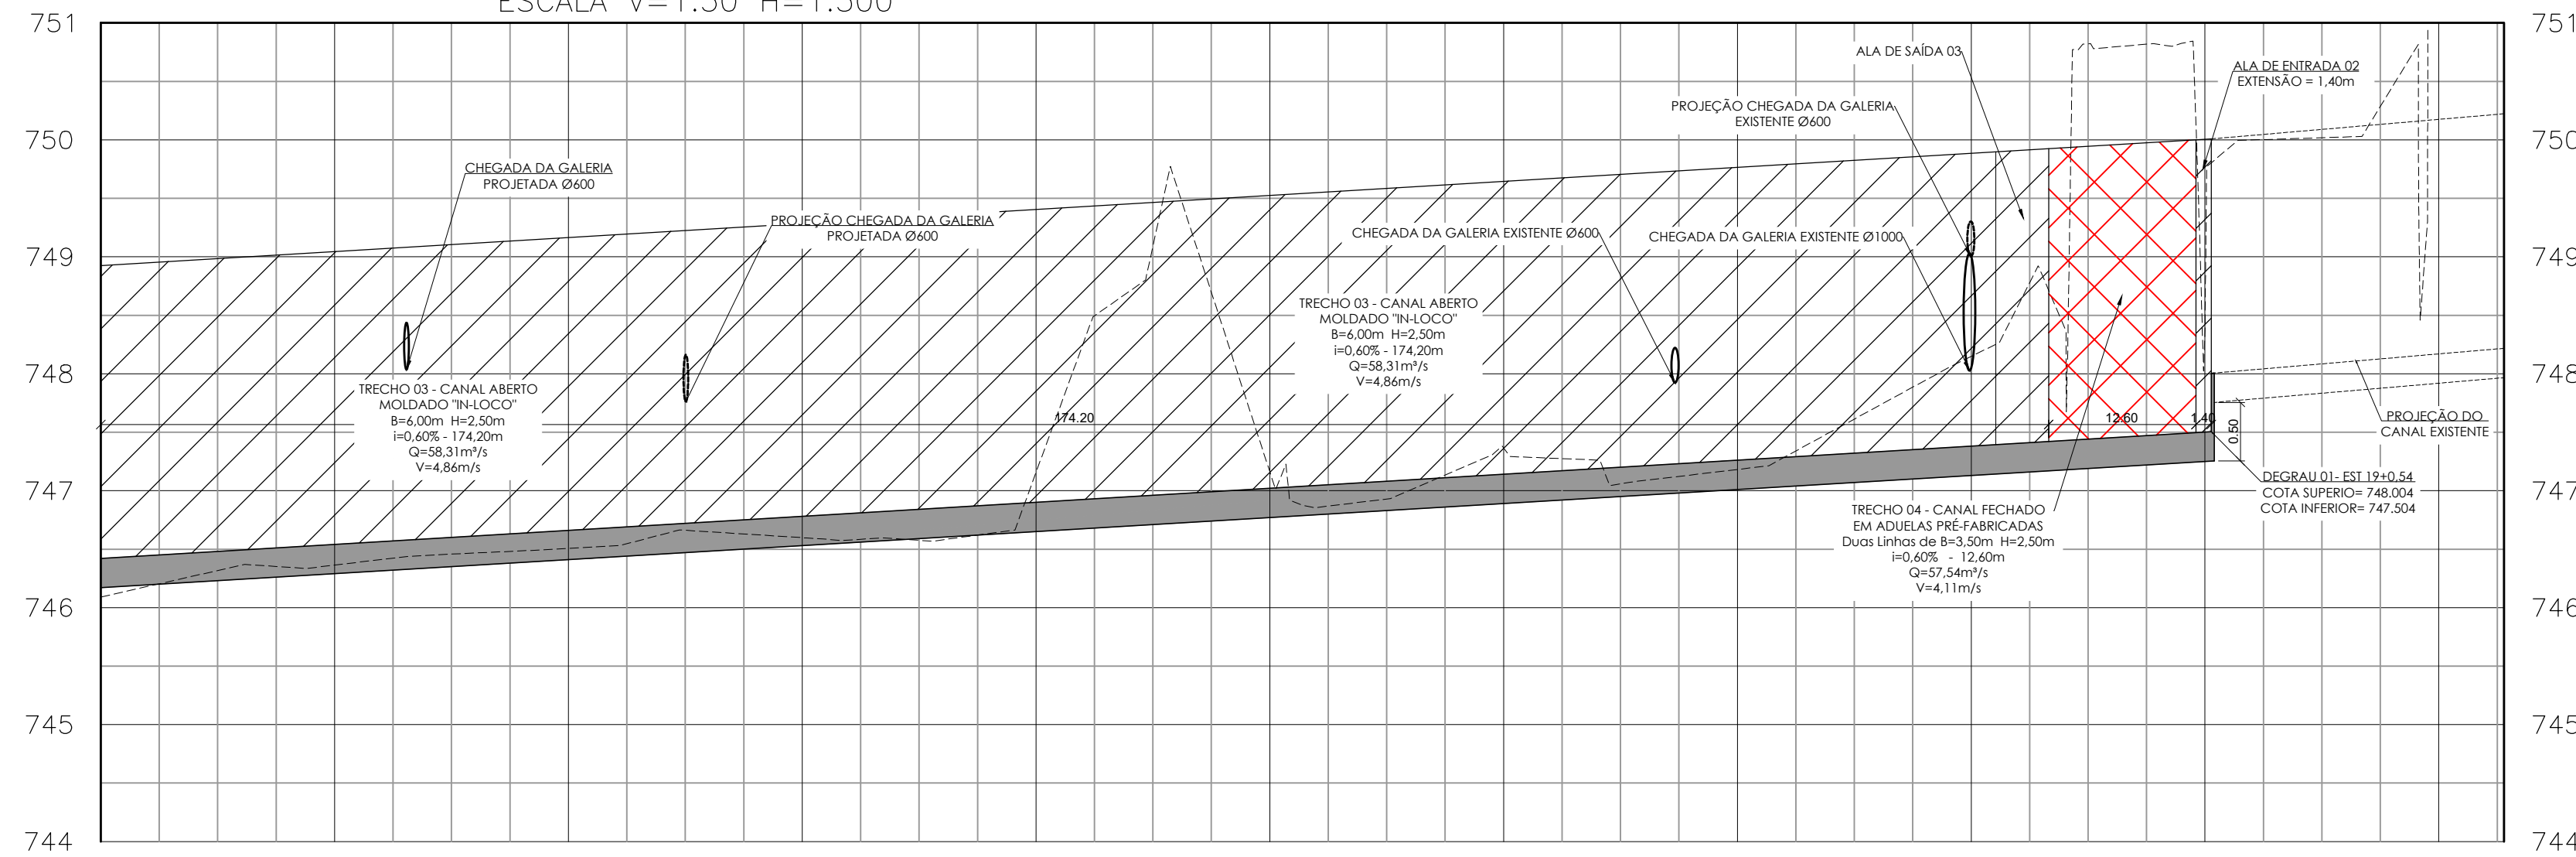 ESCALA V=1:50 H=1:500
751
750
749
748
747
746
745
744
751
750
749
748
747
746
745
744
CHEGADA DA GALERIA
PROJETADA Ø600
PROJEÇÃO CHEGADA DA GALERIA
PROJETADA Ø600
TRECHO 03 - CANAL ABERTO
MOLDADO "IN-LOCO"
B=6,00m H=2,50m
i=0,60% - 174,20m
Q=58,31m³/s
V=4,86m/s
174.20
TRECHO 03 - CANAL ABERTO
MOLDADO "IN-LOCO"
B=6,00m H=2,50m
i=0,60% - 174,20m
Q=58,31m³/s
V=4,86m/s
CHEGADA DA GALERIA EXISTENTE Ø600
CHEGADA DA GALERIA EXISTENTE Ø1000
PROJEÇÃO CHEGADA DA GALERIA
EXISTENTE Ø600
ALA DE SAÍDA 03
ALA DE ENTRADA 02
EXTENSÃO = 1,40m
12.60
1.40
0.50
PROJEÇÃO DO
CANAL EXISTENTE
DEGRAU 01- EST 19+0,54
COTA SUPERIO= 748.004
COTA INFERIOR= 747.504
TRECHO 04 - CANAL FECHADO
EM ADUELAS PRÉ-FABRICADAS
Duas Linhas de B=3,50m H=2,50m
i=0,60% - 12,60m
Q=57,54m³/s
V=4,11m/s